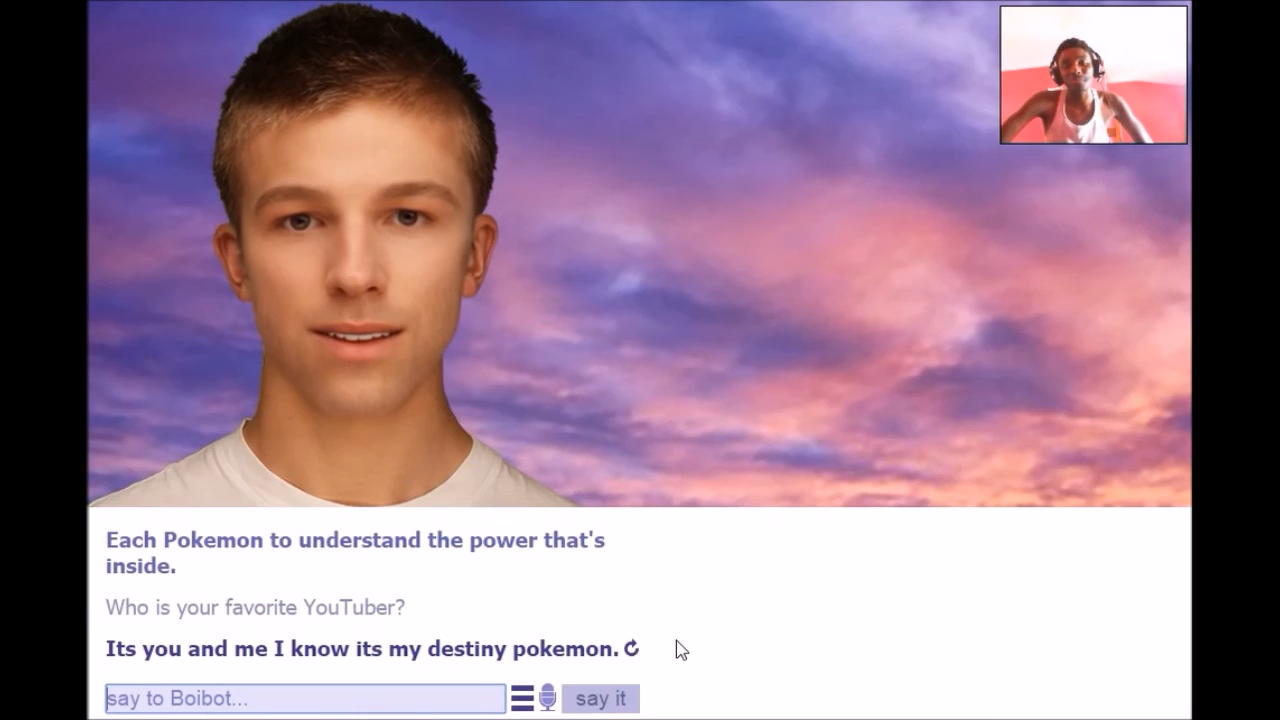 Each Pokemon to understand the power that's
inside.
Who is your favorite YouTuber?
Its you and me I know its my destiny pokemon.
say to Boibot...
say it